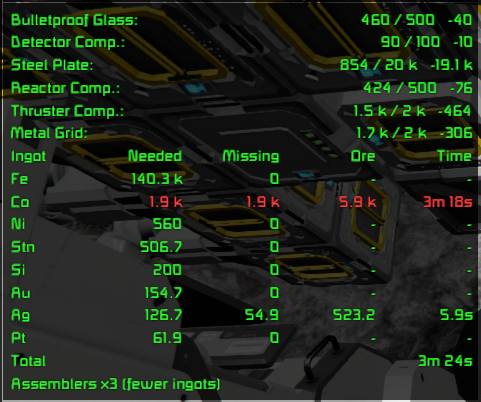 Bulletproof Glass: 460 / 500 -40
Detector Comp.: 90 / 100 -10
Steel Plate: 854 / 20 k -19.1 k
Reactor Comp.: 424 / 500 -76
Thruster Comp.: 1.5 k / 2 k -464
Metal Grid: 1.7 k / 2 k -306
Ingot Needed Missing Ore Time
Fe 140.3 k 0 - -
Co 1.9 k 1.9 k 5.9 k 3m 18s
Ni 560 0 - -
Stn 506.7 0 - -
Si 200 0 - -
Au 154.7 0 - -
Ag 126.7 54.9 523.2 5.9s
Pt 61.9 0 - -
Total 3m 24s
Assemblers x3 (fewer ingots)